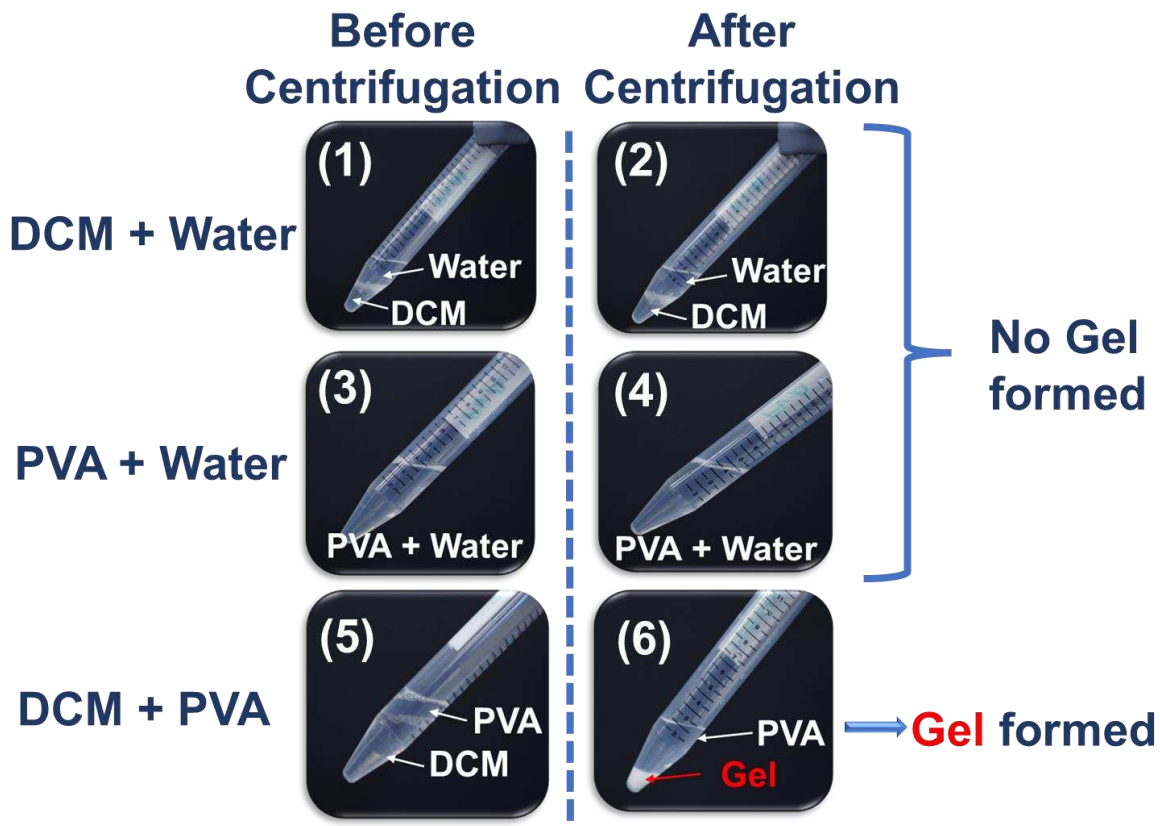 Before
Centrifugation
After
Centrifugation
DCM + Water
(1)
Water
DCM
(2)
Water
DCM
PVA + Water
(3)
PVA + Water
(4)
PVA + Water
No Gel
formed
DCM + PVA
(5)
PVA
DCM
(6)
PVA
Gel
Gel formed